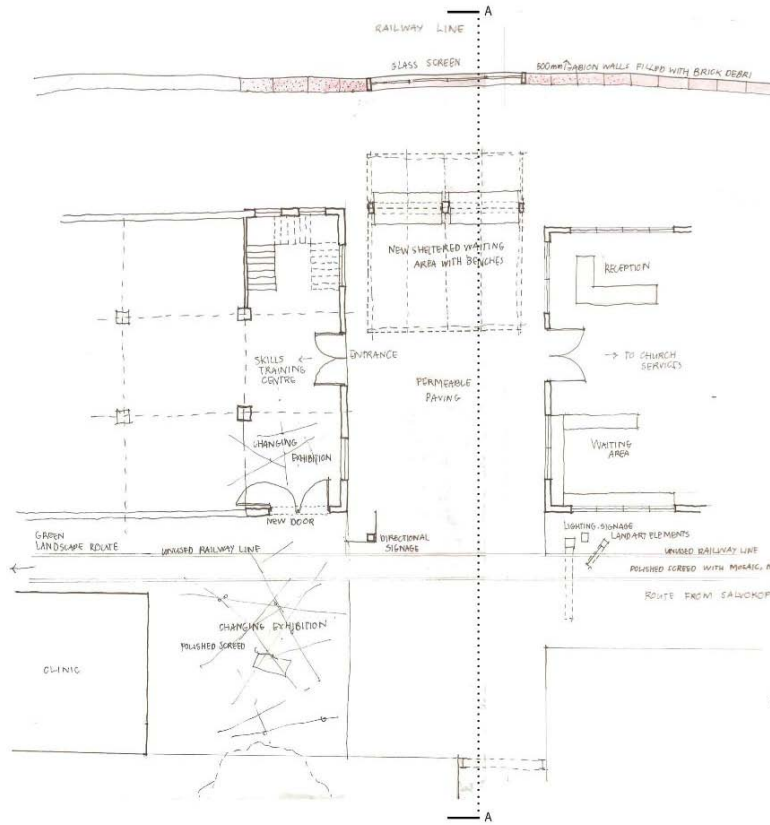 A
RAILWAY LINE
GLASS SCREEN
500mm GABION WALLS FILLED WITH BRICK DEBRI
NEW SHELTERED WAITING
AREA WITH BENCHES
RECEPTION
SKILLS
TRAINING
CENTRE
ENTRANCE
TO CHURCH
SERVICES
PERMEABLE
PAVING
CHANGING
EXHIBITION
WAITING
AREA
NEW DOOR
DIRECTIONAL
SIGNAGE
LIGHTING-SIGNAGE
LANDART ELEMENTS
GREEN
LANDSCAPE ROUTE
UNUSED RAILWAY LINE
UNUSED RAILWAY LINE
POLISHED SCREED WITH MOSAIC,
ROUTE FROM SALVOKOP
CHANGING EXHIBITION
POLISHED SCREED
CLINIC
A